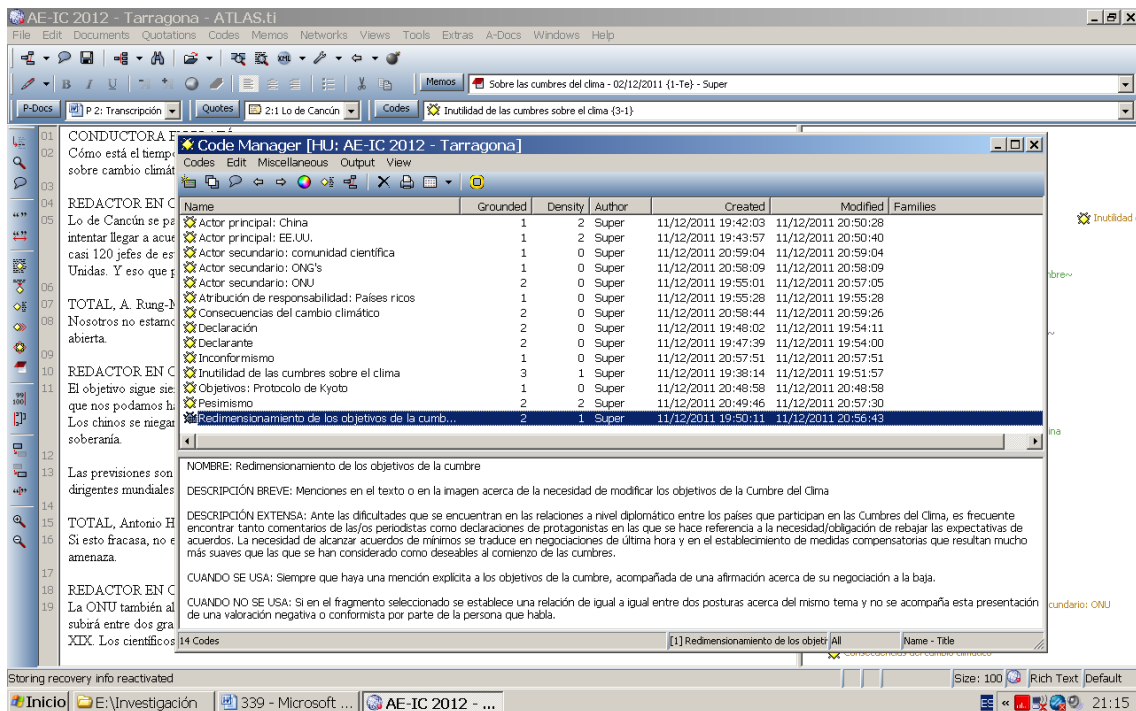 AE-IC 2012 - Tarragona - ATLAS.ti
File Edit Documents Quotations Codes Memos Networks Views Tools Extras A-Docs Windows Help
B I U
Memos Sobre las cumbres del clima - 02/12/2011 {1-Te} - Super
P-Docs P 2: Transcripción Quotes 2:1 Lo de Cancún Codes Inutilidad de las cumbres sobre el clima {3-1}
01 CONDUCTORA
02 Cómo está el tiempo
sobre cambio climát
03
04 REDACTOR EN C
05 Lo de Cancún se pa
intentar llegar a acue
casi 120 jefes de es
Unidas. Y eso que p
06
07 TOTAL, A. Rung-
08 Nosotros no estamo
abierta.
09
10 REDACTOR EN C
11 El objetivo sigue sie
que nos podamos ha
Los chinos se niegan
soberanía.
12
13 Las previsiones son
dirigentes mundiales
14
15 TOTAL, Antonio H
16 Si esto fracasa, no e
amenaza.
17
18 REDACTOR EN C
19 La ONU también al
subirá entre dos gra
XIX. Los científicos
Code Manager [HU: AE-IC 2012 - Tarragona]
Codes Edit Miscellaneous Output View
Name Grounded Density Author Created Modified Families
Actor principal: China 1 2 Super 11/12/2011 19:42:03 11/12/2011 20:50:28
Actor principal: EE.UU. 1 2 Super 11/12/2011 19:43:57 11/12/2011 20:50:40
Actor secundario: comunidad científica 1 0 Super 11/12/2011 20:59:04 11/12/2011 20:59:04
Actor secundario: ONG's 1 0 Super 11/12/2011 20:58:09 11/12/2011 20:58:09
Actor secundario: ONU 2 0 Super 11/12/2011 19:55:01 11/12/2011 20:57:05
Atribución de responsabilidad: Países ricos 1 0 Super 11/12/2011 19:55:28 11/12/2011 19:55:28
Consecuencias del cambio climático 2 0 Super 11/12/2011 20:58:44 11/12/2011 20:59:26
Declaración 2 0 Super 11/12/2011 19:48:02 11/12/2011 19:54:11
Declarante 2 0 Super 11/12/2011 19:47:39 11/12/2011 19:54:00
Inconformismo 1 0 Super 11/12/2011 20:57:51 11/12/2011 20:57:51
Inutilidad de las cumbres sobre el clima 3 1 Super 11/12/2011 19:38:14 11/12/2011 19:51:57
Objetivos: Protocolo de Kyoto 1 0 Super 11/12/2011 20:48:58 11/12/2011 20:48:58
Pesimismo 2 2 Super 11/12/2011 20:49:46 11/12/2011 20:57:30
Redimensionamiento de los objetivos de la cumb... 2 1 Super 11/12/2011 19:50:11 11/12/2011 20:56:43
NOMBRE: Redimensionamiento de los objetivos de la cumbre
DESCRIPCIÓN BREVE: Menciones en el texto o en la imagen acerca de la necesidad de modificar los objetivos de la Cumbre del Clima
DESCRIPCIÓN EXTENSA: Ante las dificultades que se encuentran en las relaciones a nivel diplomático entre los países que participan en las Cumbres del Clima, es frecuente
encontrar tanto comentarios de las/os periodistas como declaraciones de protagonistas en las que se hace referencia a la necesidad/obligación de rebajar las expectativas de
acuerdos. La necesidad de alcanzar acuerdos de mínimos se traduce en negociaciones de última hora y en el establecimiento de medidas compensatorias que resultan mucho
más suaves que las que se han considerado como deseables al comienzo de las cumbres.
CUANDO SE USA: Siempre que haya una mención explícita a los objetivos de la cumbre, acompañada de una afirmación acerca de su negociación a la baja.
CUANDO NO SE USA: Si en el fragmento seleccionado se establece una relación de igual a igual entre dos posturas acerca del mismo tema y no se acompaña esta presentación
de una valoración negativa o conformista por parte de la persona que habla.
14 Codes [1] Redimensionamiento de los objeti All Name - Title
Inutilidad
bre~
ina
cundario: ONU
Consecuencias del cambio climático
Storing recovery info reactivated Size: 100 Rich Text Default
Inicio E:\Investigación 339 - Microsoft ... AE-IC 2012 - ... ES « 21:15